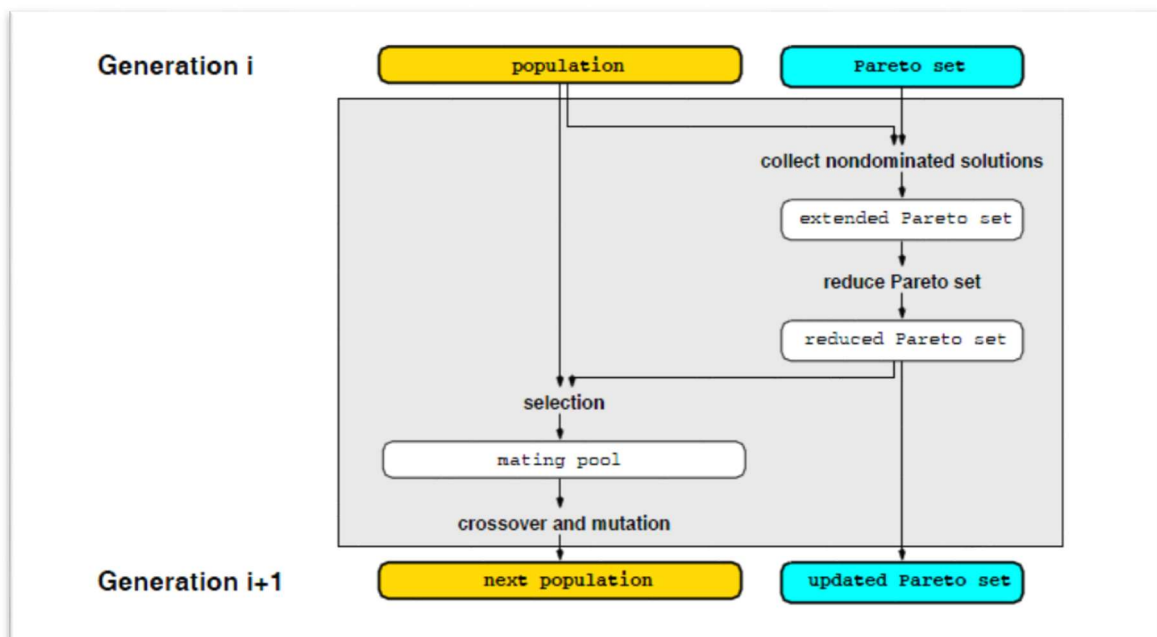 Generation i
population
Pareto set
collect nondominated solutions
extended Pareto set
reduce Pareto set
reduced Pareto set
selection
mating pool
crossover and mutation
Generation i+1
next population
updated Pareto set